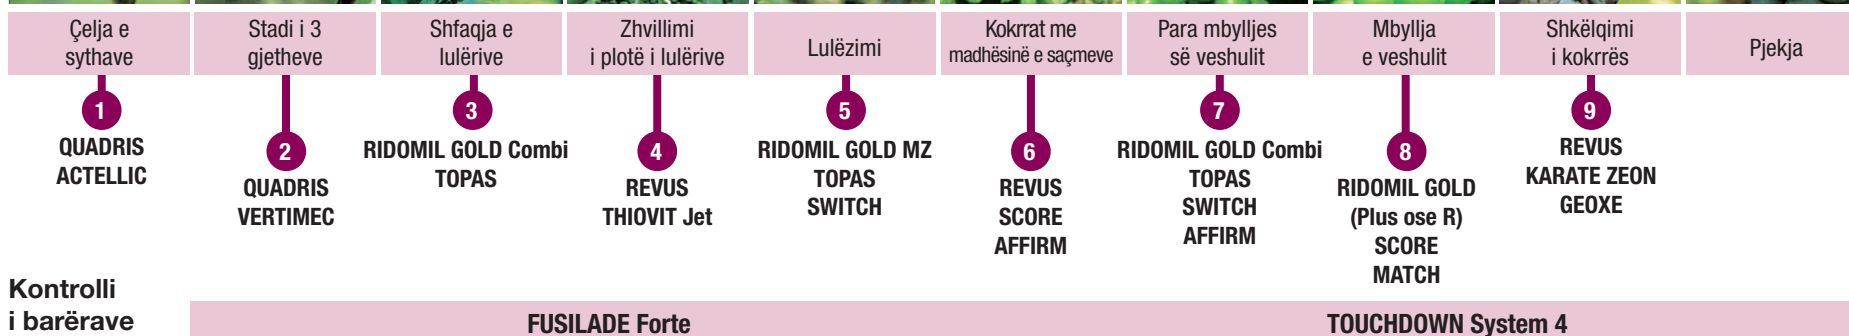 Çelja e
sythave
Stadi i 3
gjetheve
Shfaqja e
lulërive
Zhvillimi
i plotë i lulërive
Lulëzimi
Kokrrat me
madhësinë e saçmeve
Para mbylljes
së veshulit
Mbyllja
e veshulit
Shkëlqimi
i kokrrës
Pjekja
1
QUADRIS
ACTELLIC
2
QUADRIS
VERTIMEC
3
RIDOMIL GOLD Combi
TOPAS
4
REVUS
THIOVIT Jet
5
RIDOMIL GOLD MZ
TOPAS
SWITCH
6
REVUS
SCORE
AFFIRM
7
RIDOMIL GOLD Combi
TOPAS
SWITCH
AFFIRM
8
RIDOMIL GOLD
(Plus ose R)
SCORE
MATCH
9
REVUS
KARATE ZEON
GEOXE
Kontrolli
i barërave
FUSILADE Forte
TOUCHDOWN System 4